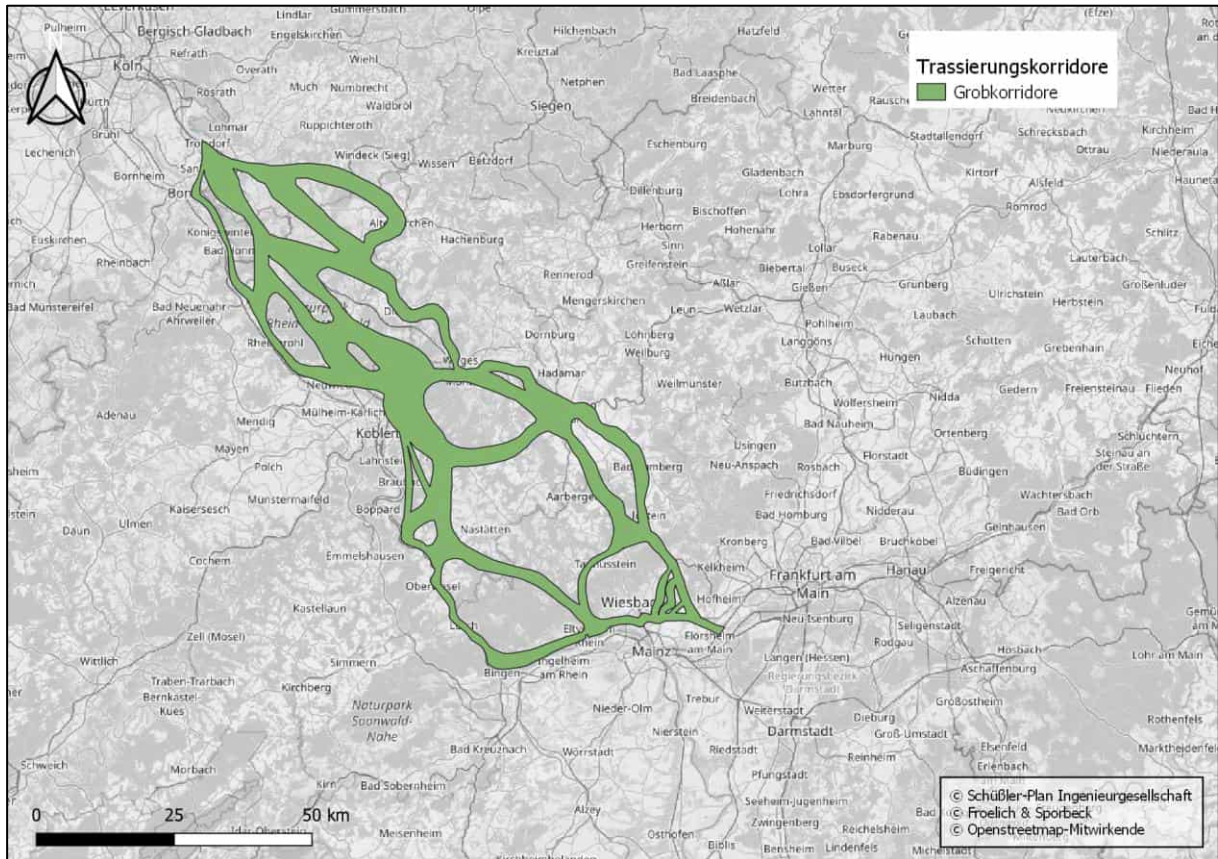 Trassierungskorridore
Grobkorridore
Gummersbach
Lindlar
Olpe
Pulheim
Bergisch-Gladbach
Engelskirchen
Hilchenbach
Hatzfeld
(Efze)
Refrath
Kreuztal
Köln
Overath
Wiehl
Netphen
Bad Laasphe
Wetter
Rösrath
Much
Nümbrecht
Siegen
Breidenbach
Lahntal
Neukirchen
Waldbröl
Brühl
Lohmar
Ruppichteroth
Stadtallendorf
Schrecksbach
Kirchheim
Lechenich
Eschenburg
Marburg
Ottrau
Niederaula
Windeck (Sieg)
Wissen
Betzdorf
Bornheim
Gladenbach
Kirtorf
Dillenburg
Lohra
Ebsdorfergrund
Alsfeld
Bischoffen
Romrod
Herborn
Hohenahr
Schlitz
Euskirchen
Hachenburg
Sinn
Lollar
Rabenau
Rheinbach
Greifenstein
Biebertal
Buseck
Lauterbach
Rennerod
Aßlar
Gießen
Grünberg
Großenlüder
Bad Münstereifel
Bad Neuenahr
Ahrweiler
Mengerskirchen
Leun
Wetzlar
Ulrichstein
Herbstein
Pohlheim
Laubach
Dornburg
Löhnberg
Langgöns
Schotten
Weilburg
Hungen
Grebenhain
Neuhof
Hadamar
Weilmünster
Butzbach
Gedern
Freiensteinau
Flieden
Adenau
Mülheim-Kärlich
Wölfersheim
Nidda
Mendig
Bad Nauheim
Mayen
Usingen
Ortenberg
Schlüchtern
Polch
Neu-Anspach
Rosbach
Florstadt
Steinau an
der Straße
Büdingen
Münstermaifeld
Aarbergen
Friedrichsdorf
Wächtersbach
Kaisersesch
Boppard
Bad Homburg
Nidderau
Bad Orb
Daun
Ulmen
Nastätten
Gelnhausen
Emmelshausen
Kronberg
Bad-Vilbel
Bruchköbel
Cochem
Kelkheim
Hanau
Freigericht
Frankfurt am
Main
Kastellaun
Hofheim
Alzenau
Neu-Isenburg
Zell (Mosel)
Flörsheim
am Main
Seligenstadt
Mainz
Rodgau
Hösbach
Wittlich
Simmern
Ingelheim
am Rhein
Langen (Hessen)
Lohr am Main
Bingen
Regierungsbezirk
Darmstadt
Aschaffenburg
Traben-Trarbach
Kirchberg
Bernkastel-
Kues
Trebur
Großostheim
Naturpark
Soonwald-
Nahe
Nieder-Olm
Weiterstadt
Dieburg
Rothenfels
Nierstein
Darmstadt
Groß-Umstadt
Bad Kreuznach
Wörrstadt
Riedstadt
Elsenfeld
Reinheim
Schweich
Erlenbach
Morbach
Kirn
Bad Sobernheim
Pfungstadt
Alzey
Seeheim-Jugenheim
Zwingenberg
Reichelsheim
Meisenheim
Osthofen
Bensheim
Lindenfels
Michelstadt
Biblis
0 25 50 km
© Schüßler-Plan Ingenieurgesellschaft
© Froelich & Sporbeck
© Openstreetmap-Mitwirkende